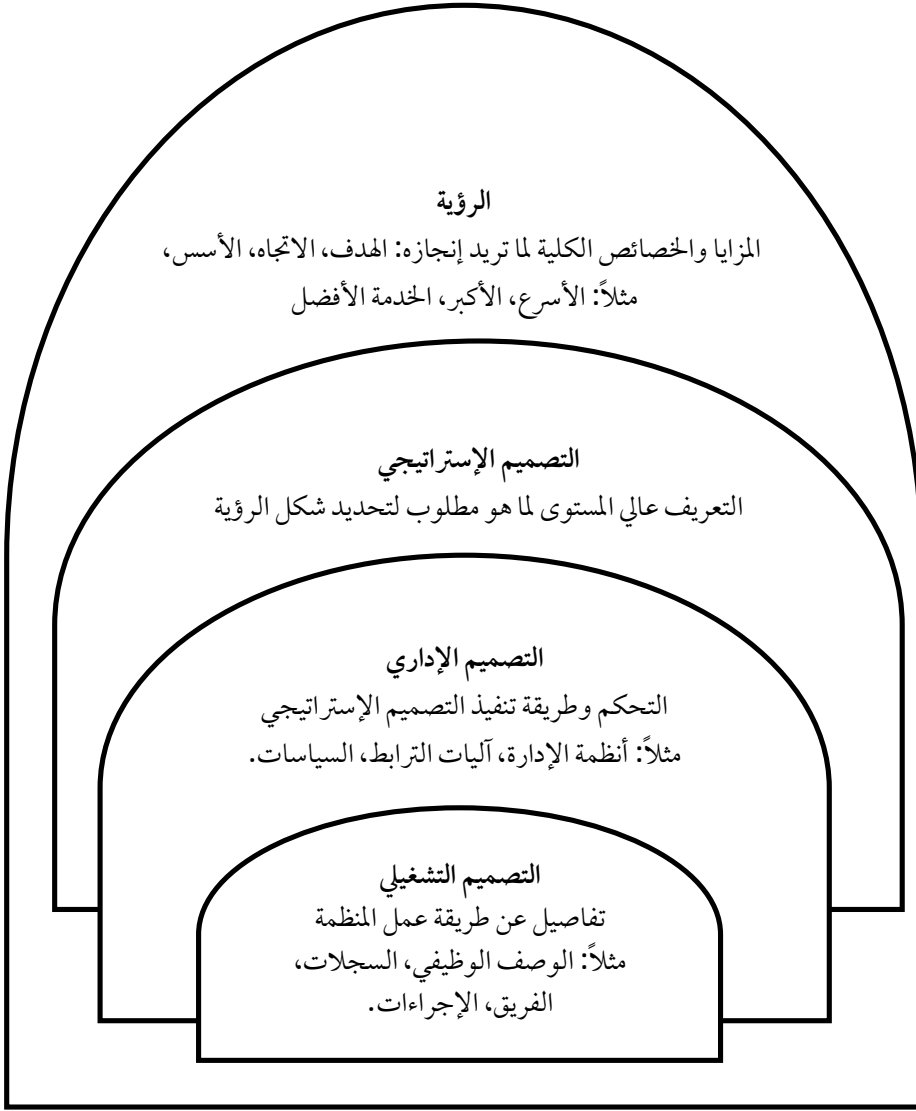 الرؤية
المزايا والخصائص الكلية لما تريد إنجازه: الهدف، الاتجاه، الأسس،
مثلاً: الأسرع، الأكبر، الخدمة الأفضل
التصميم الإستراتيجي
التعريف عالي المستوى لما هو مطلوب لتحديد شكل الرؤية
التصميم الإداري
التحكم وطريقة تنفيذ التصميم الإستراتيجي
مثلاً: أنظمة الإدارة، آليات الترابط، السياسات.
التصميم التشغيلي
تفاصيل عن طريقة عمل المنظمة
مثلاً: الوصف الوظيفي، السجلات،
الفريق، الإجراءات.